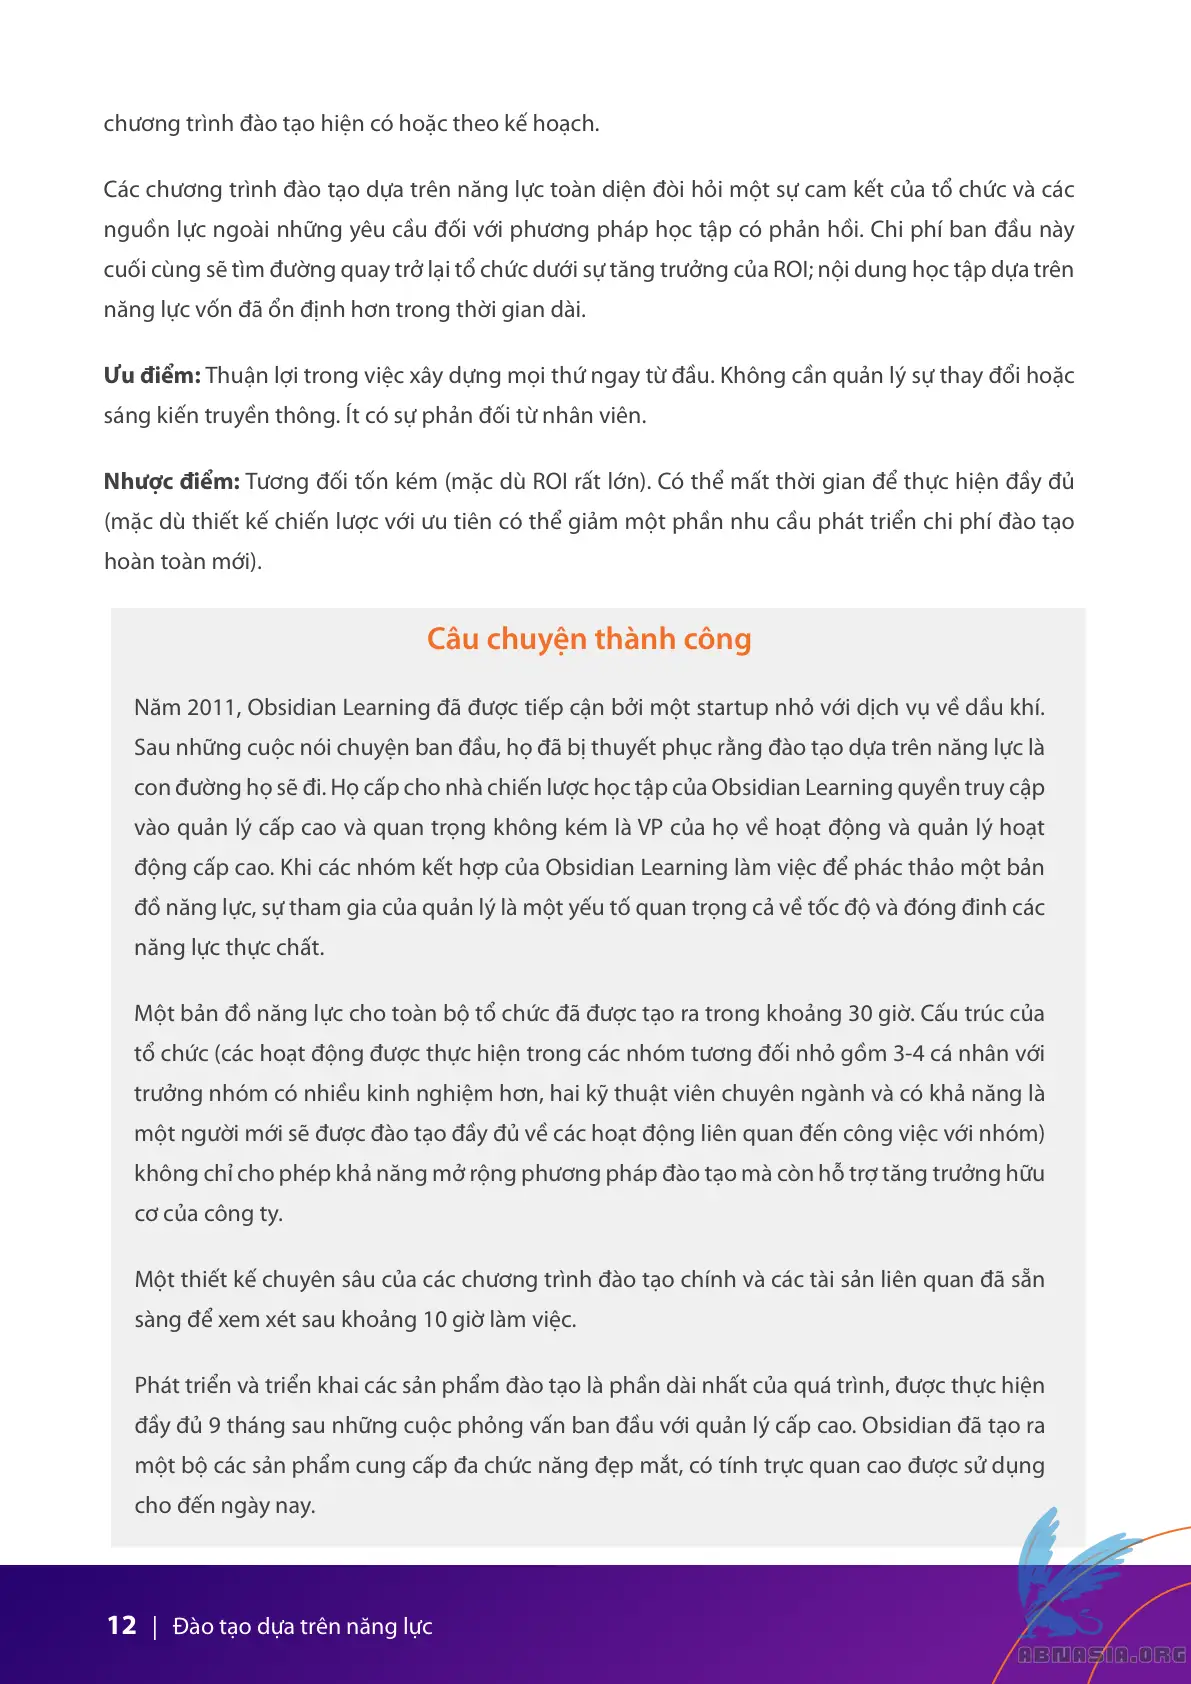 chương trình đào tạo hiện có hoặc theo kế hoạch.
Các chương trình đào tạo dựa trên năng lực toàn diện đòi hỏi một sự cam kết của tổ chức và các
nguồn lực ngoài những yêu cầu đối với phương pháp học tập có phản hồi. Chi phí ban đầu này
cuối cùng sẽ tìm đường quay trở lại tổ chức dưới sự tăng trưởng của ROI; nội dung học tập dựa trên
năng lực vốn đã ổn định hơn trong thời gian dài.
Ưu điểm: Thuận lợi trong việc xây dựng mọi thứ ngay từ đầu. Không cần quản lý sự thay đổi hoặc
sáng kiến truyền thông. Ít có sự phản đối từ nhân viên.
Nhược điểm: Tương đối tốn kém (mặc dù ROI rất lớn). Có thể mất thời gian để thực hiện đầy đủ
(mặc dù thiết kế chiến lược với ưu tiên có thể giảm một phần nhu cầu phát triển chi phí đào tạo
hoàn toàn mới).
Câu chuyện thành công
Năm 2011, Obsidian Learning đã được tiếp cận bởi một startup nhỏ với dịch vụ về dầu khí.
Sau những cuộc nói chuyện ban đầu, họ đã bị thuyết phục rằng đào tạo dựa trên năng lực là
con đường họ sẽ đi. Họ cấp cho nhà chiến lược học tập của Obsidian Learning quyền truy cập
vào quản lý cấp cao và quan trọng không kém là VP của họ về hoạt động và quản lý hoạt
động cấp cao. Khi các nhóm kết hợp của Obsidian Learning làm việc để phác thảo một bản
đồ năng lực, sự tham gia của quản lý là một yếu tố quan trọng cả về tốc độ và đóng đinh các
năng lực thực chất.
Một bản đồ năng lực cho toàn bộ tổ chức đã được tạo ra trong khoảng 30 giờ. Cấu trúc của
tổ chức (các hoạt động được thực hiện trong các nhóm tương đối nhỏ gồm 3-4 cá nhân với
trưởng nhóm có nhiều kinh nghiệm hơn, hai kỹ thuật viên chuyên ngành và có khả năng là
một người mới sẽ được đào tạo đầy đủ về các hoạt động liên quan đến công việc với nhóm)
không chỉ cho phép khả năng mở rộng phương pháp đào tạo mà còn hỗ trợ tăng trưởng hữu
cơ của công ty.
Một thiết kế chuyên sâu của các chương trình đào tạo chính và các tài sản liên quan đã sẵn
sàng để xem xét sau khoảng 10 giờ làm việc.
Phát triển và triển khai các sản phẩm đào tạo là phần dài nhất của quá trình, được thực hiện
đầy đủ 9 tháng sau những cuộc phỏng vấn ban đầu với quản lý cấp cao. Obsidian đã tạo ra
một bộ các sản phẩm cung cấp đa chức năng đẹp mắt, có tính trực quan cao được sử dụng
cho đến ngày nay.
12 | Đào tạo dựa trên năng lực
ABNASIA.ORG